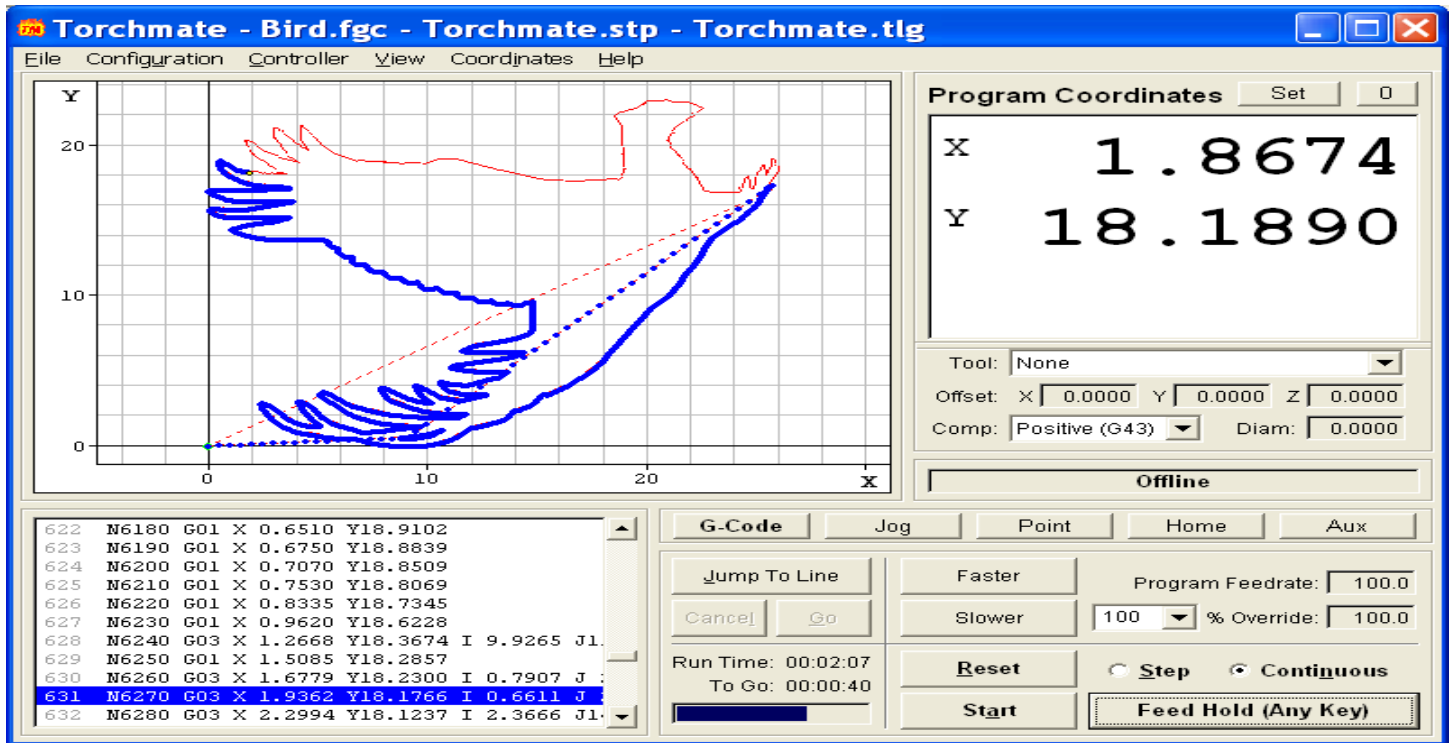 Torchmate - Bird.fgc - Torchmate.stp - Torchmate.tlg
File Configuration Controller View Coordinates Help
Y
20
10
0
0 10 20 X
Program Coordinates Set 0
X 1.8674
Y 18.1890
Tool: None
Offset: X 0.0000 Y 0.0000 Z 0.0000
Comp: Positive (G43) Diam: 0.0000
Offline
622 N6180 G01 X 0.6510 Y18.9102
623 N6190 G01 X 0.6750 Y18.8839
624 N6200 G01 X 0.7070 Y18.8509
625 N6210 G01 X 0.7530 Y18.8069
626 N6220 G01 X 0.8335 Y18.7345
627 N6230 G01 X 0.9620 Y18.6228
628 N6240 G03 X 1.2668 Y18.3674 I 9.9265 J1
629 N6250 G01 X 1.5085 Y18.2857
630 N6260 G03 X 1.6779 Y18.2300 I 0.7907 J
631 N6270 G03 X 1.9362 Y18.1766 I 0.6611 J
632 N6280 G03 X 2.2994 Y18.1237 I 2.3666 J1
G-Code Jog Point Home Aux
Jump To Line
Cancel Go
Run Time: 00:02:07
To Go: 00:00:40
Faster
Slower
Program Feedrate: 100.0
100 % Override: 100.0
Reset
Step Continuous
Start
Feed Hold (Any Key)